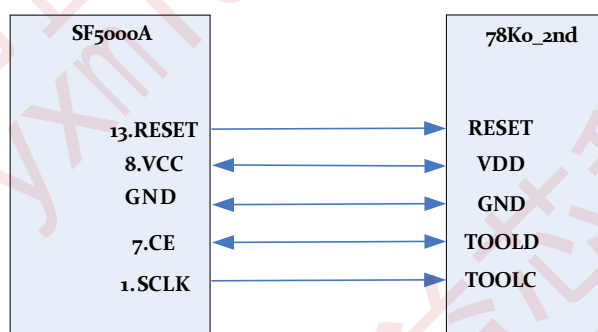 SF5000A
78K0_2nd
13.RESET
RESET
8.VCC
VDD
GND
GND
7.CE
TOOLD
1.SCLK
TOOLC